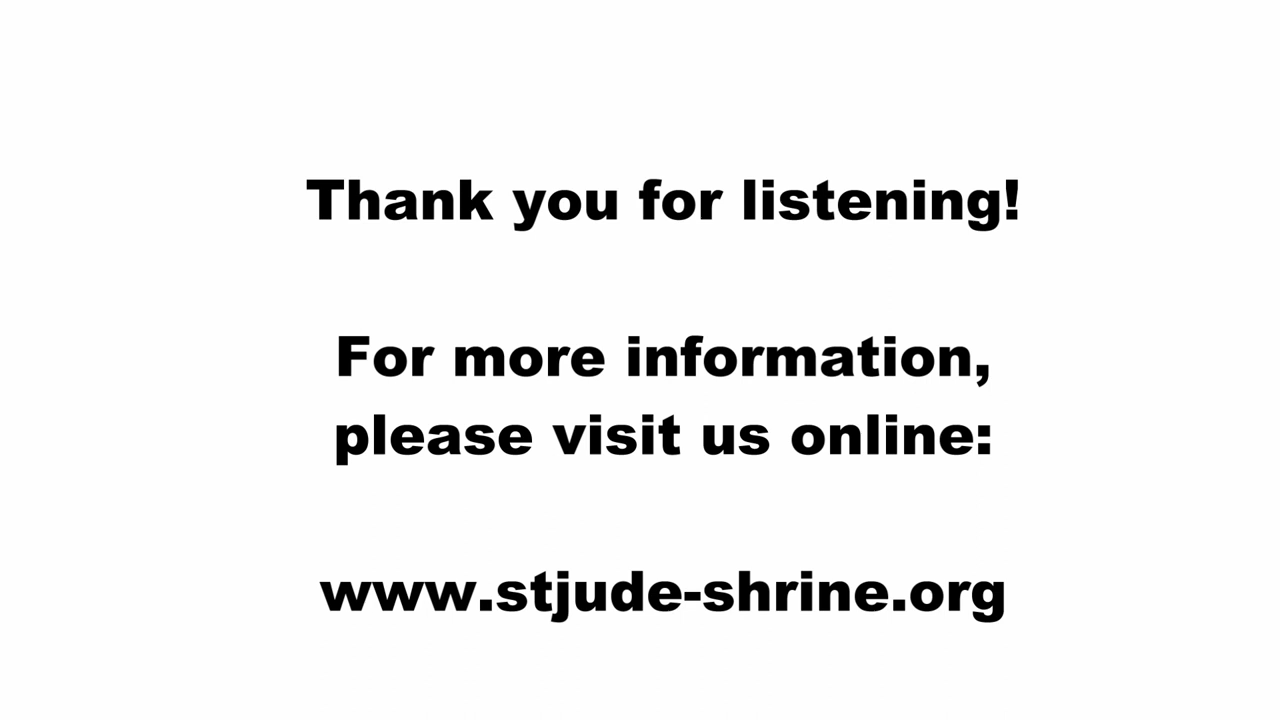 Thank you for listening!
For more information,
please visit us online:
www.stjude-shrine.org